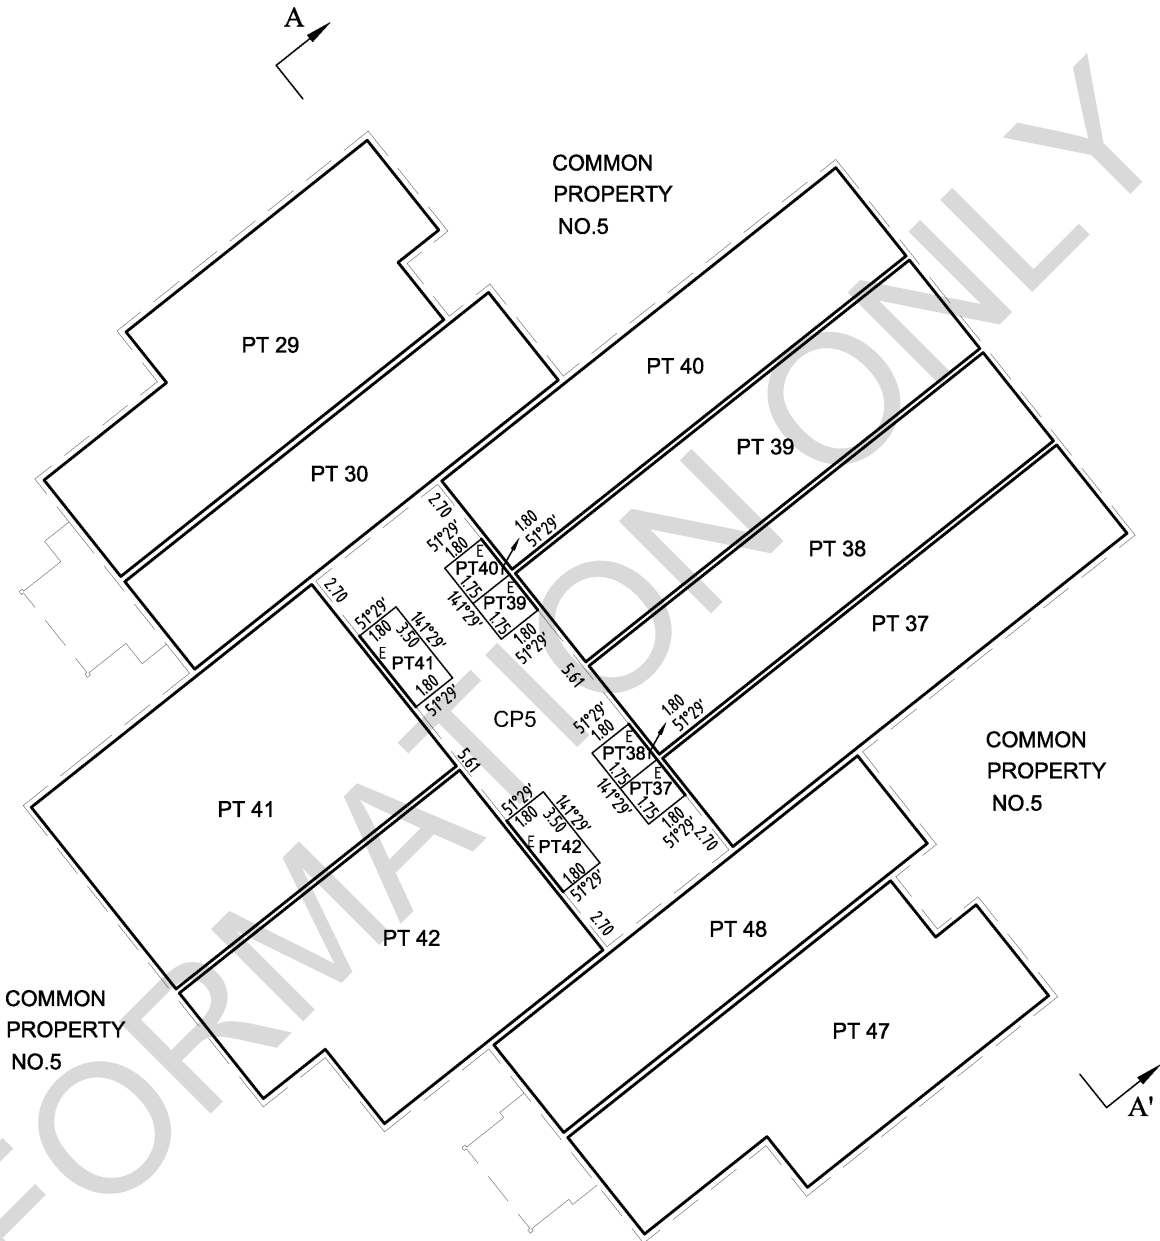 A
COMMON
PROPERTY
NO.5
PT 29
PT 40
PT 39
PT 30
2.70
1.80
51°29'
51°29'
1.80
E
PT40
1.75
141°29'
E
PT39
1.75
1.80
51°29'
PT 38
PT 37
2.70
51°29'
1.80
3.50
141°29'
E
PT41
1.80
51°29'
5.61
CP5
1.80
51°29'
51°29'
1.80
E
PT38
1.75
141°29'
E
PT37
1.75
1.80
51°29'
2.70
COMMON
PROPERTY
NO.5
5.61
PT 41
51°29'
1.80
3.50
141°29'
E
PT42
1.80
51°29'
2.70
PT 42
PT 48
COMMON
PROPERTY
NO.5
PT 47
A'
FORMATION ONLY